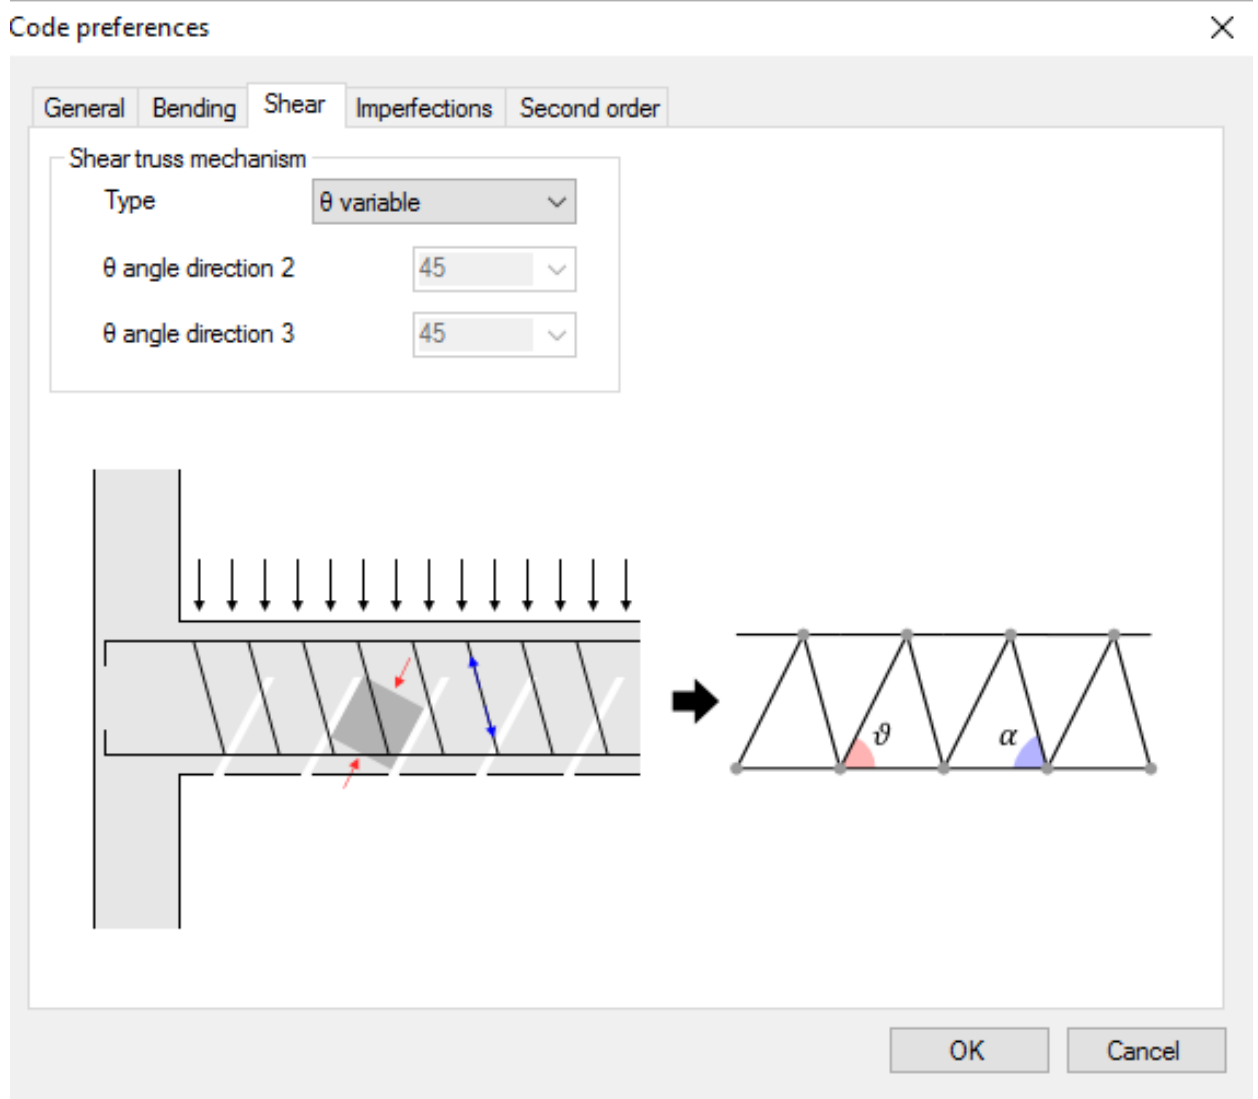 Code preferences
General Bending Shear Imperfections Second order
Shear truss mechanism
Type θ variable
θ angle direction 2 45
θ angle direction 3 45
ϑ α
OK Cancel